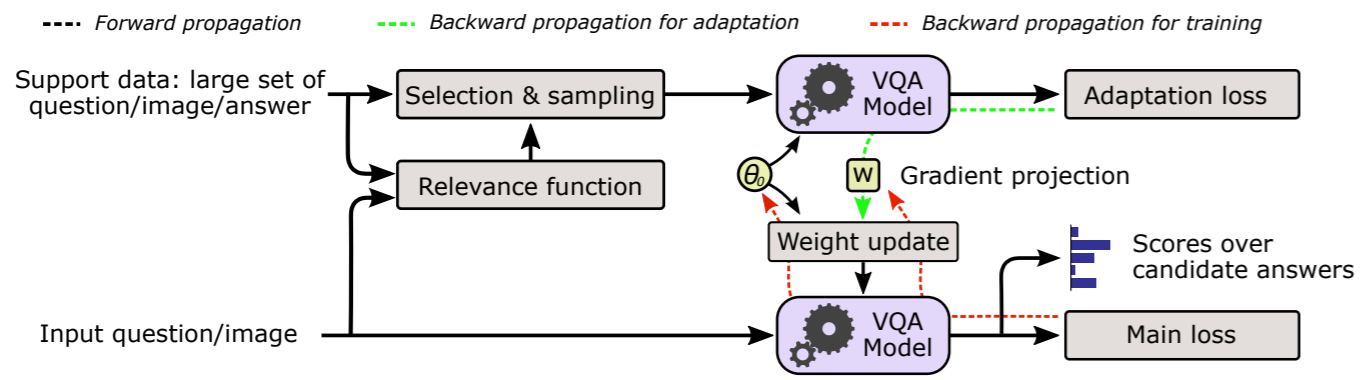 Forward propagation
Backward propagation for adaptation
Backward propagation for training
Support data: large set of
question/image/answer
Selection & sampling
VQA
Model
Adaptation loss
Relevance function
θ₀
w
Gradient projection
Weight update
Scores over
candidate answers
Input question/image
VQA
Model
Main loss